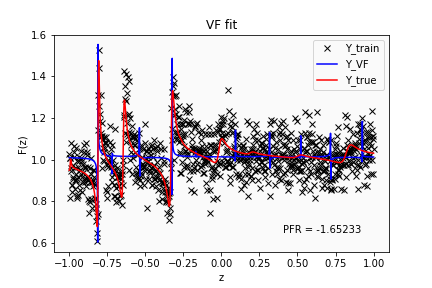 VF fit
1.6
1.4
1.2
1.0
0.8
0.6
F(z)
Y_train
Y_VF
Y_true
PFR = -1.65233
−1.00 −0.75 −0.50 −0.25 0.00 0.25 0.50 0.75 1.00
z